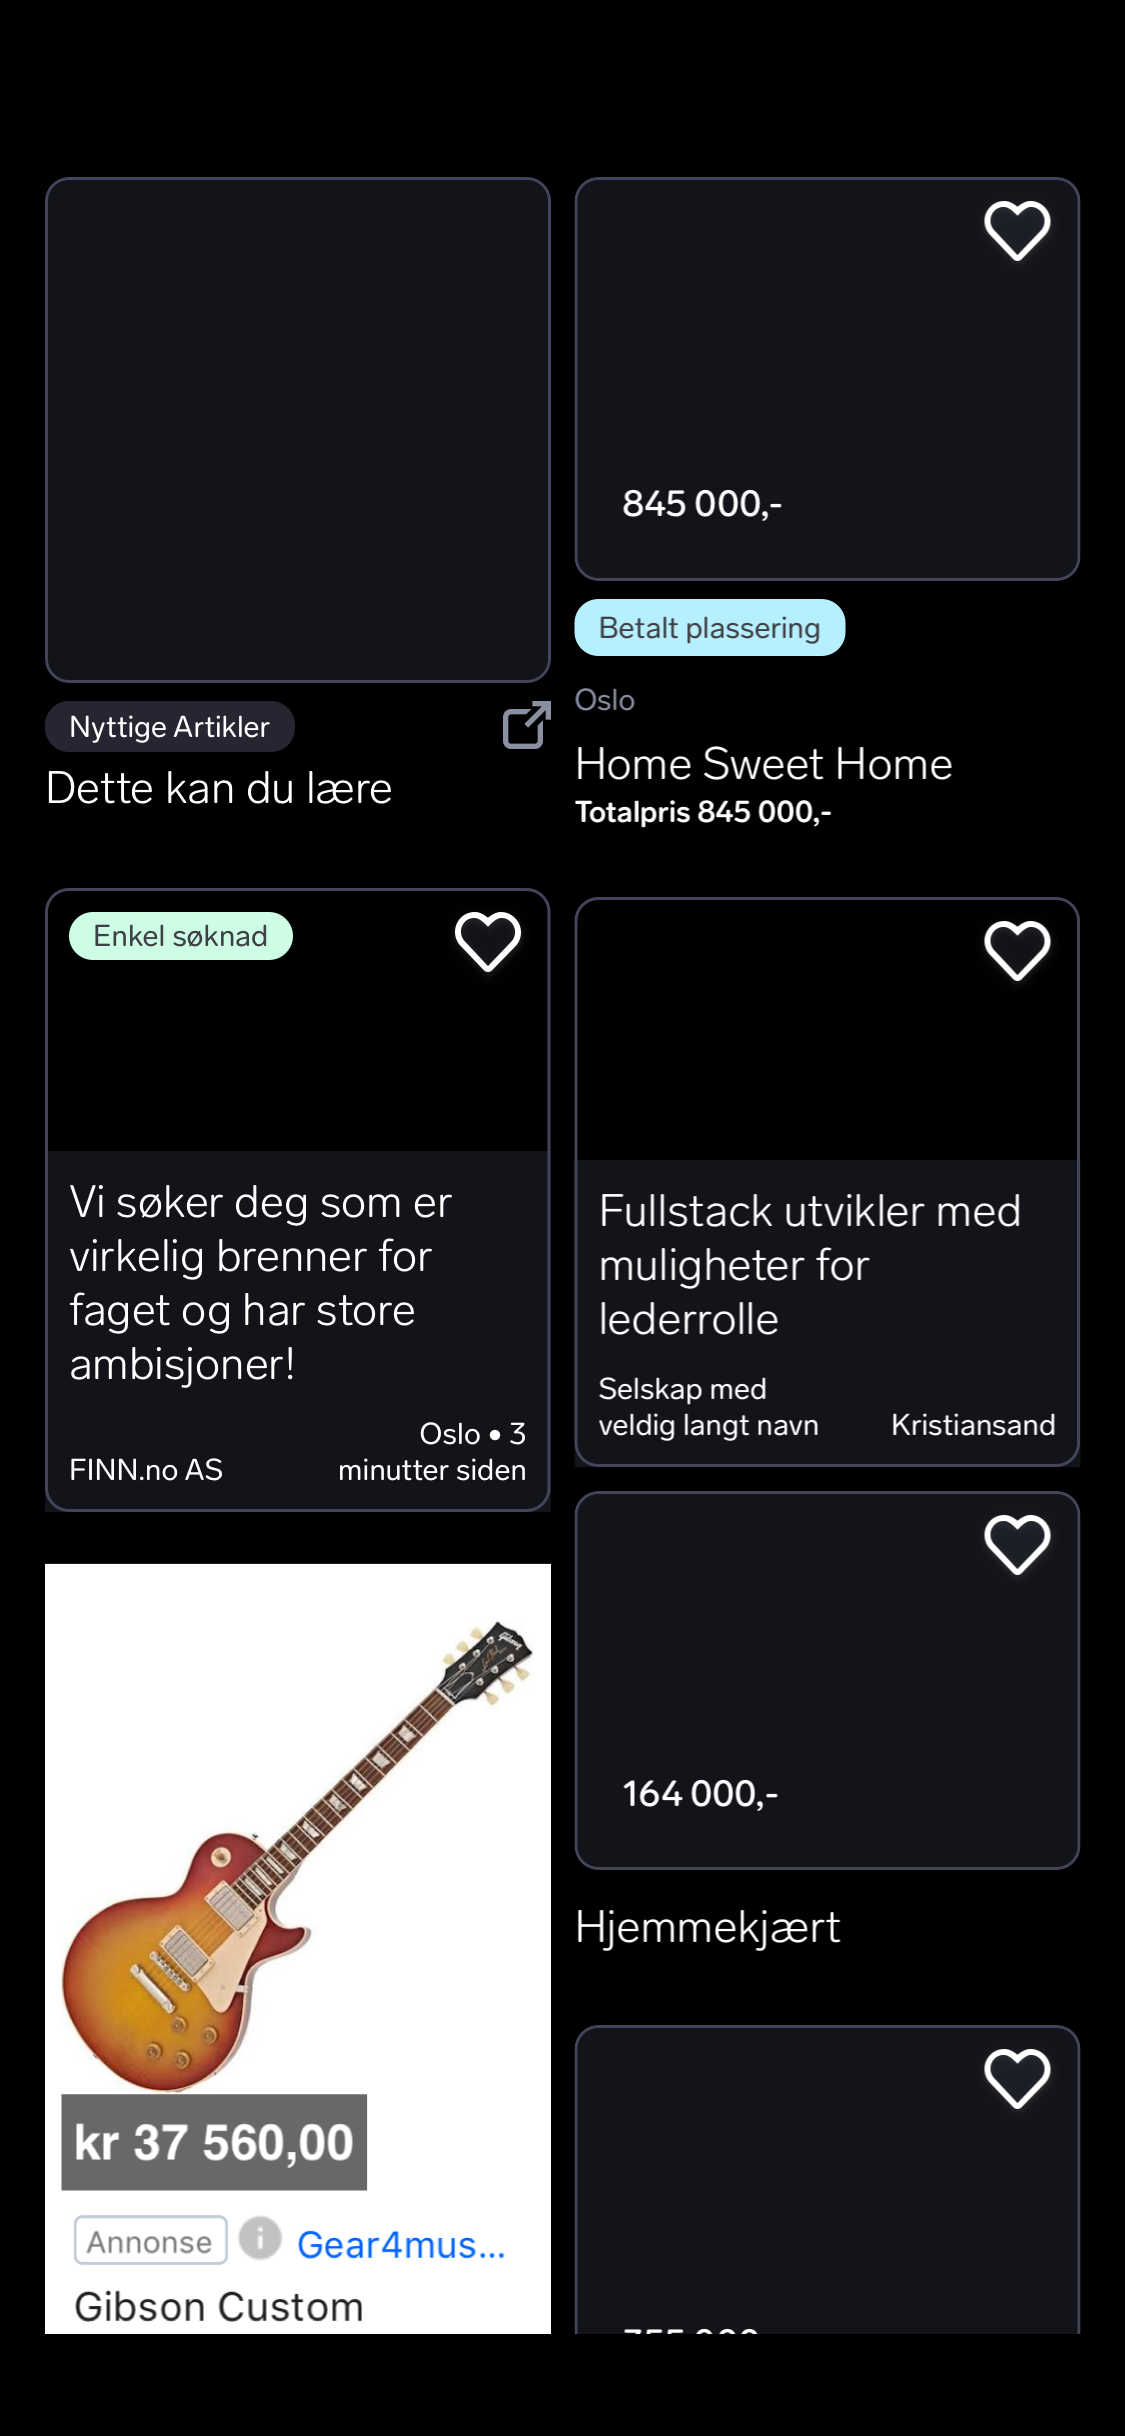 Nyttige Artikler
Dette kan du lære
845 000,-
Betalt plassering
Oslo
Home Sweet Home
Totalpris 845 000,-
Enkel søknad
Vi søker deg som er
virkelig brenner for
faget og har store
ambisjoner!
Oslo • 3
FINN.no AS minutter siden
Fullstack utvikler med
muligheter for
lederrolle
Selskap med
veldig langt navn Kristiansand
Gibson
kr 37 560,00
Annonse Gear4mus...
Gibson Custom
164 000,-
Hjemmekjært